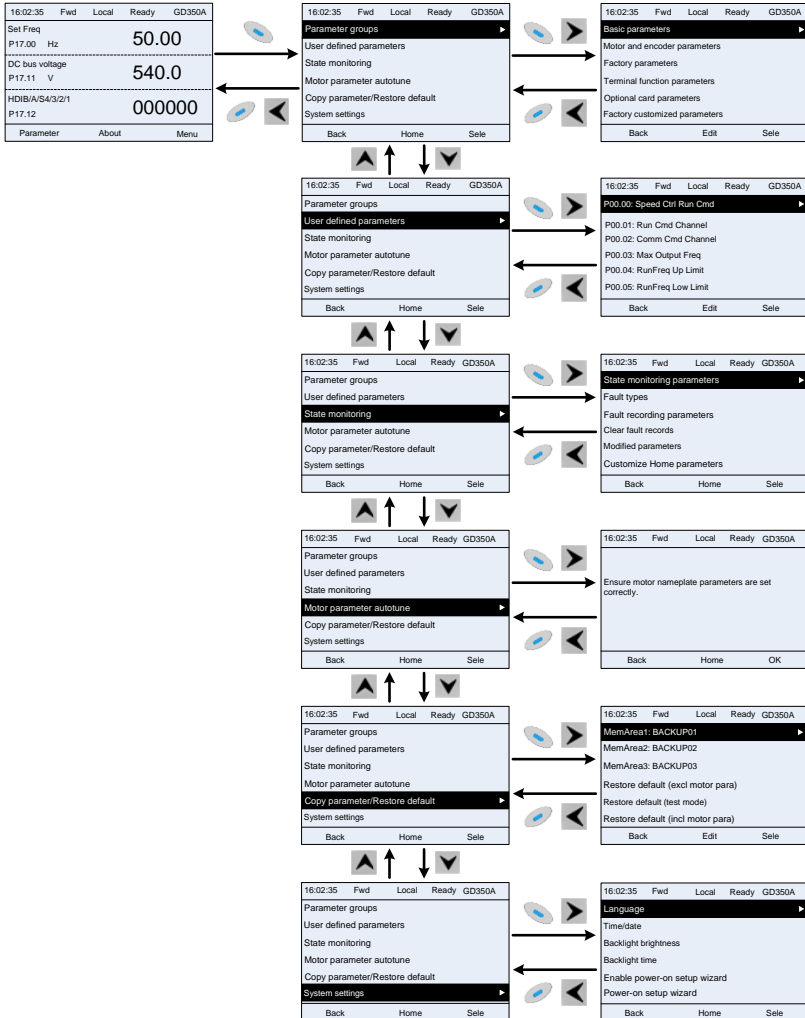 16:02:35 Fwd Local Ready GD350A
Set Freq
P17.00 Hz 50.00
DC bus voltage
P17.11 V 540.0
HDIB/A/S4/3/2/1
P17.12 000000
Parameter About Menu
16:02:35 Fwd Local Ready GD350A
Parameter groups
User defined parameters
State monitoring
Motor parameter autotune
Copy parameter/Restore default
System settings
Back Home Sele
16:02:35 Fwd Local Ready GD350A
Basic parameters
Motor and encoder parameters
Factory parameters
Terminal function parameters
Optional card parameters
Factory customized parameters
Back Edit Sele
16:02:35 Fwd Local Ready GD350A
Parameter groups
User defined parameters
State monitoring
Motor parameter autotune
Copy parameter/Restore default
System settings
Back Home Sele
16:02:35 Fwd Local Ready GD350A
P00.00: Speed Ctrl Run Cmd
P00.01: Run Cmd Channel
P00.02: Comm Cmd Channel
P00.03: Max Output Freq
P00.04: RunFreq Up Limit
P00.05: RunFreq Low Limit
Back Edit Sele
16:02:35 Fwd Local Ready GD350A
Parameter groups
User defined parameters
State monitoring
Motor parameter autotune
Copy parameter/Restore default
System settings
Back Home Sele
16:02:35 Fwd Local Ready GD350A
State monitoring parameters
Fault types
Fault recording parameters
Clear fault records
Modified parameters
Customize Home parameters
Back Home Sele
16:02:35 Fwd Local Ready GD350A
Parameter groups
User defined parameters
State monitoring
Motor parameter autotune
Copy parameter/Restore default
System settings
Back Home Sele
16:02:35 Fwd Local Ready GD350A
Ensure motor nameplate parameters are set
correctly.
Back Home OK
16:02:35 Fwd Local Ready GD350A
Parameter groups
User defined parameters
State monitoring
Motor parameter autotune
Copy parameter/Restore default
System settings
Back Home Sele
16:02:35 Fwd Local Ready GD350A
MemArea1: BACKUP01
MemArea2: BACKUP02
MemArea3: BACKUP03
Restore default (excl motor para)
Restore default (test mode)
Restore default (incl motor para)
Back Edit Sele
16:02:35 Fwd Local Ready GD350A
Parameter groups
User defined parameters
State monitoring
Motor parameter autotune
Copy parameter/Restore default
System settings
Back Home Sele
16:02:35 Fwd Local Ready GD350A
Language
Time/date
Backlight brightness
Backlight time
Enable power-on setup wizard
Power-on setup wizard
Back Home Sele